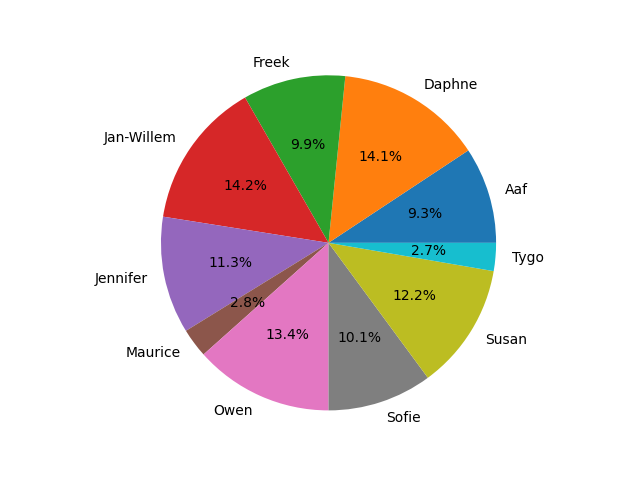 Freek
Daphne
Jan-Willem
9.9%
14.1%
14.2%
Aaf
9.3%
Tygo
2.7%
11.3%
Jennifer
2.8%
12.2%
13.4%
10.1%
Susan
Maurice
Owen
Sofie